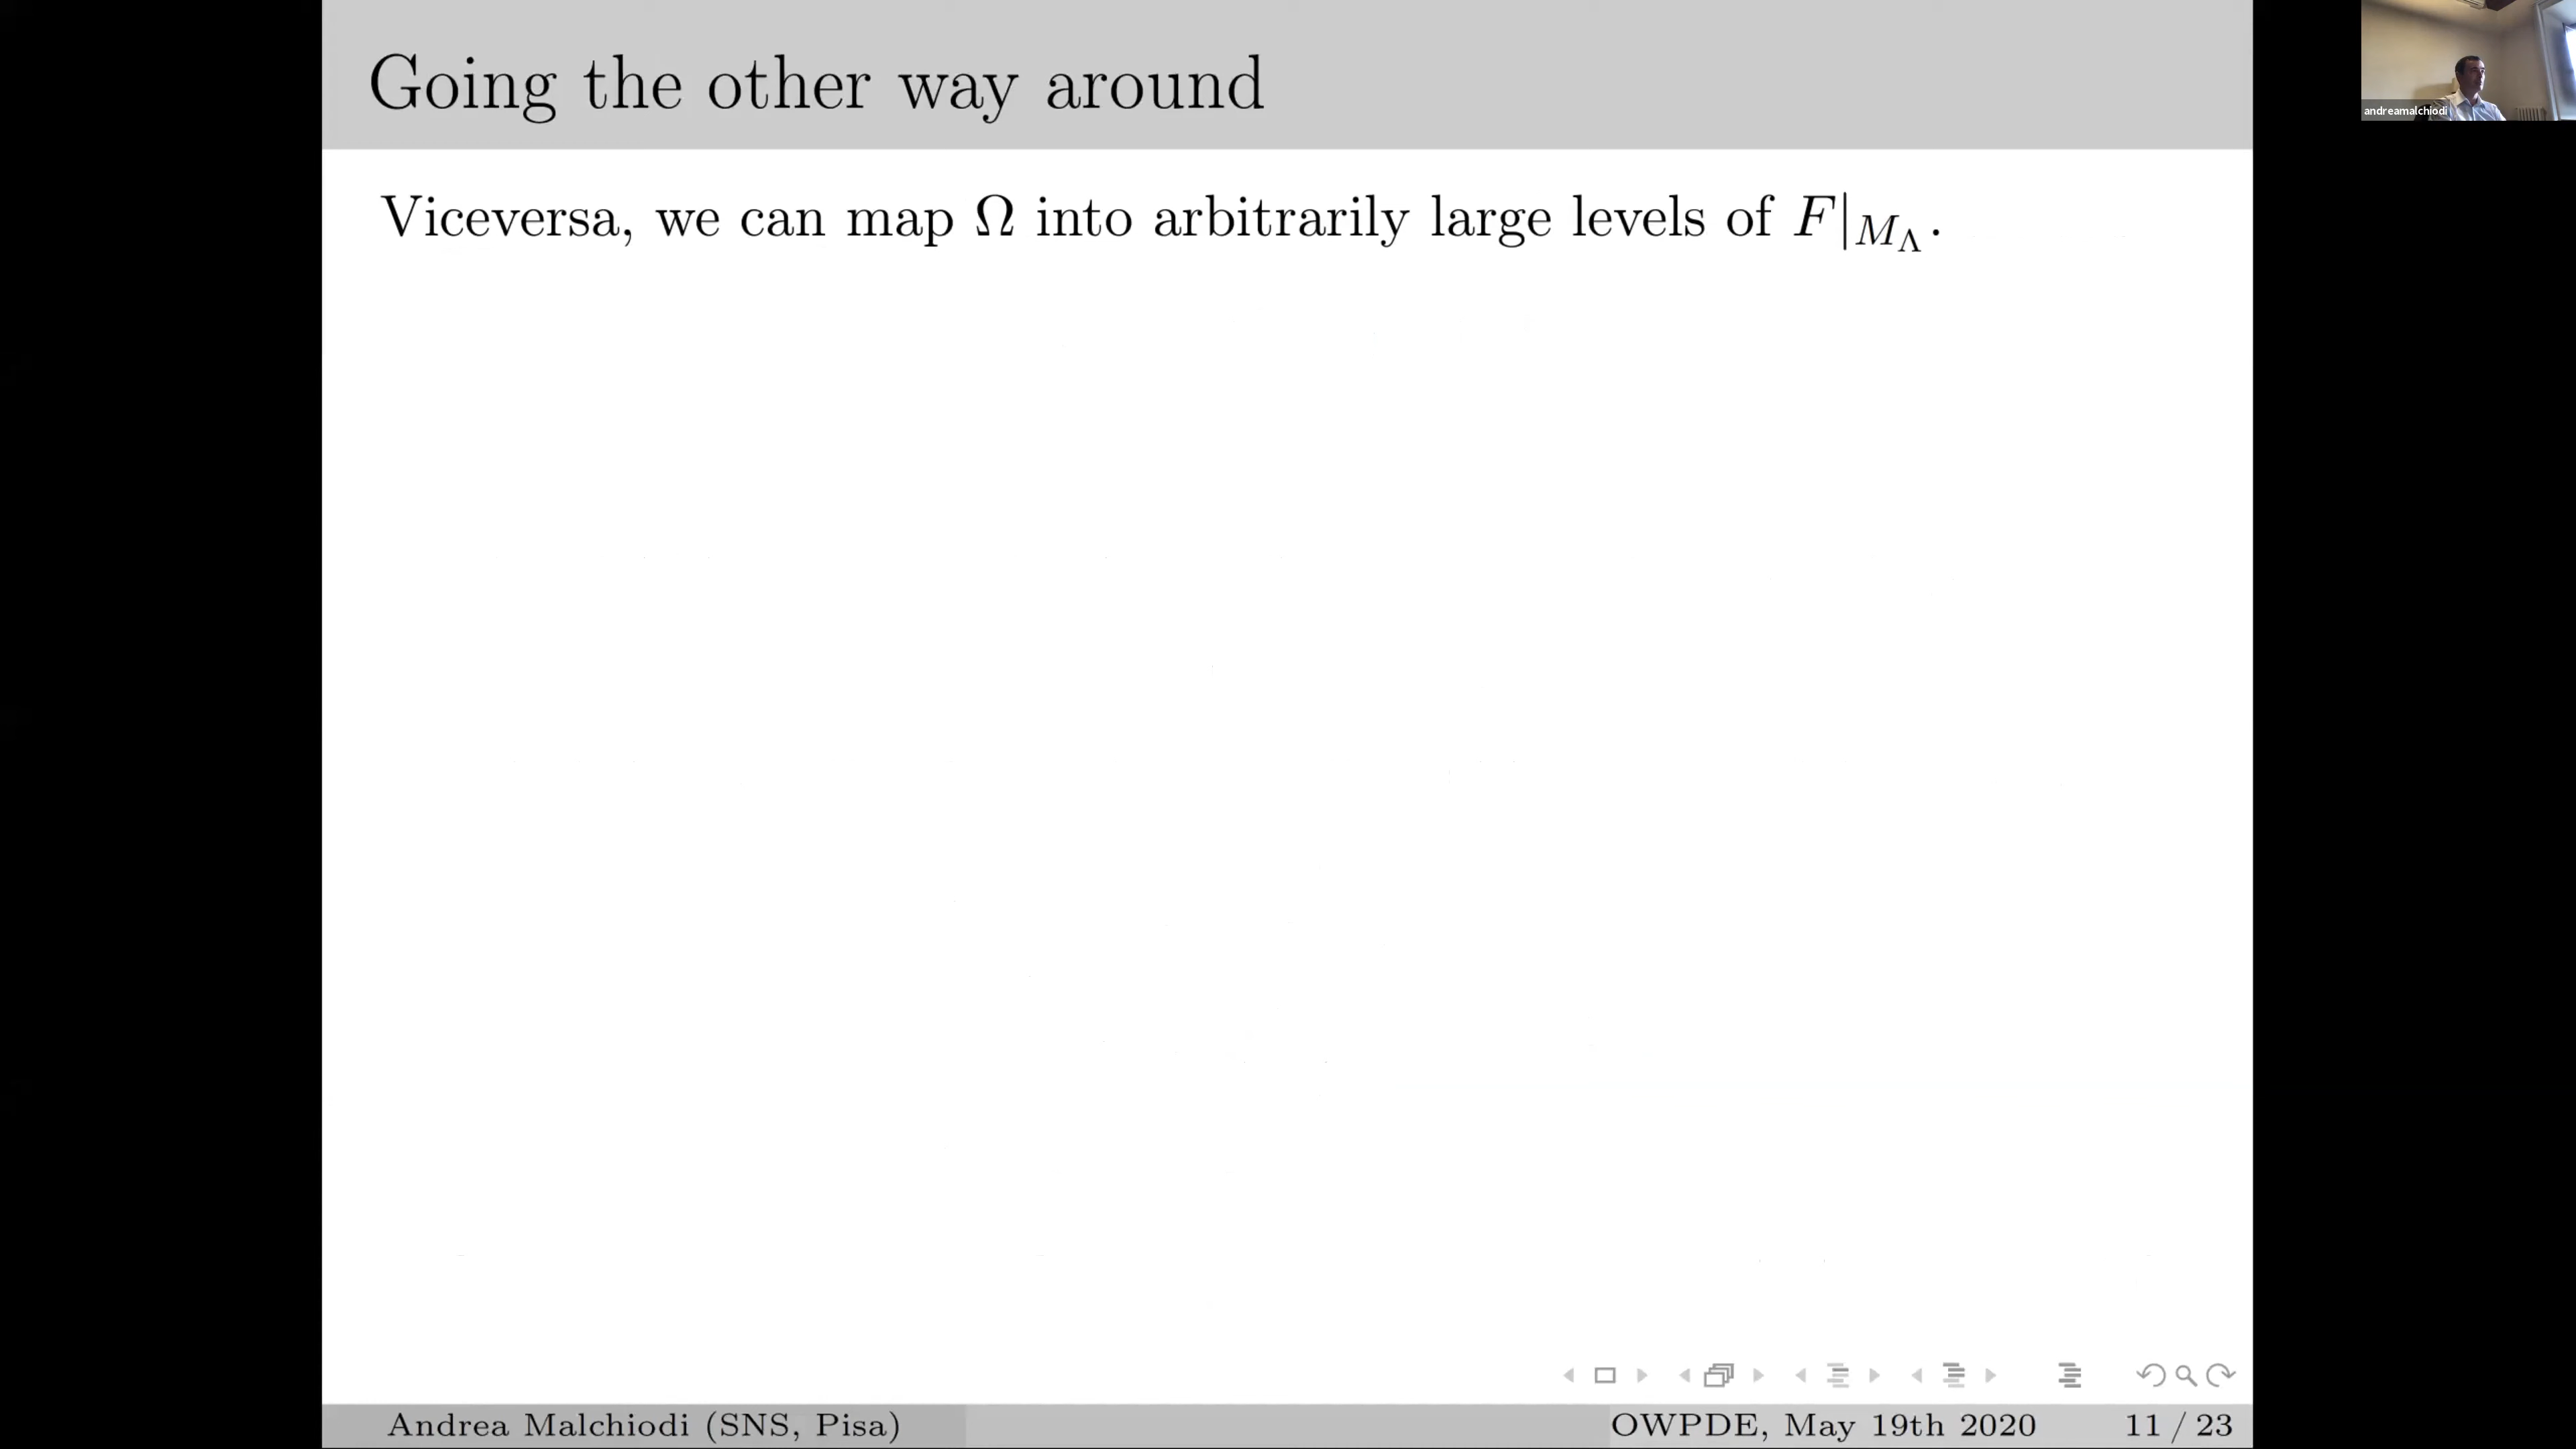 Going the other way around
andreamalchiodi
Viceversa, we can map Ω into arbitrarily large levels of F|_{M_Λ}.
Andrea Malchiodi (SNS, Pisa) OWPDE, May 19th 2020 11 / 23